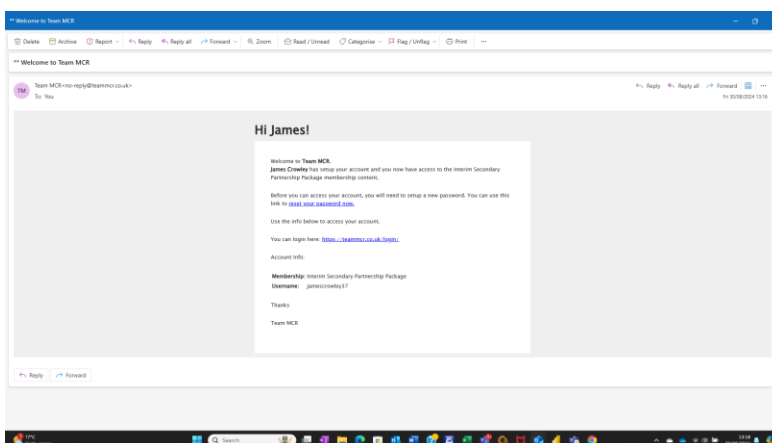 ** Welcome to Team MCR
Delete Archive Report Reply Reply all Forward Zoom Read / Unread Categorise Flag / Unflag Print ...
** Welcome to Team MCR
TM Team MCR<no-reply@teammcr.co.uk> Reply Reply all Forward ...
To: You Fri 30/08/2024 13:16
Hi James!
Welcome to Team MCR.
James Crowley has setup your account and you now have access to the Interim Secondary
Partnership Package membership content.
Before you can access your account, you will need to setup a new password. You can use this
link to reset your password now.
Use the info below to access your account.
You can login here: https://teammcr.co.uk/login/
Account Info:
Membership: Interim Secondary Partnership Package
Username: jamescrowley37
Thanks
Team MCR
Reply Forward
17°C Search